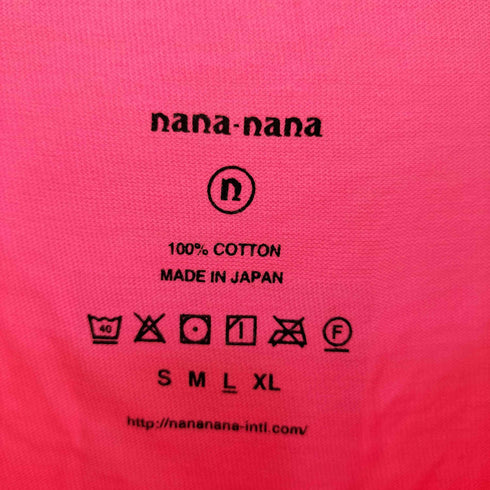 nana-nana
n
100% COTTON
MADE IN JAPAN
40 F
S M L XL
http://nananana-intl.com/